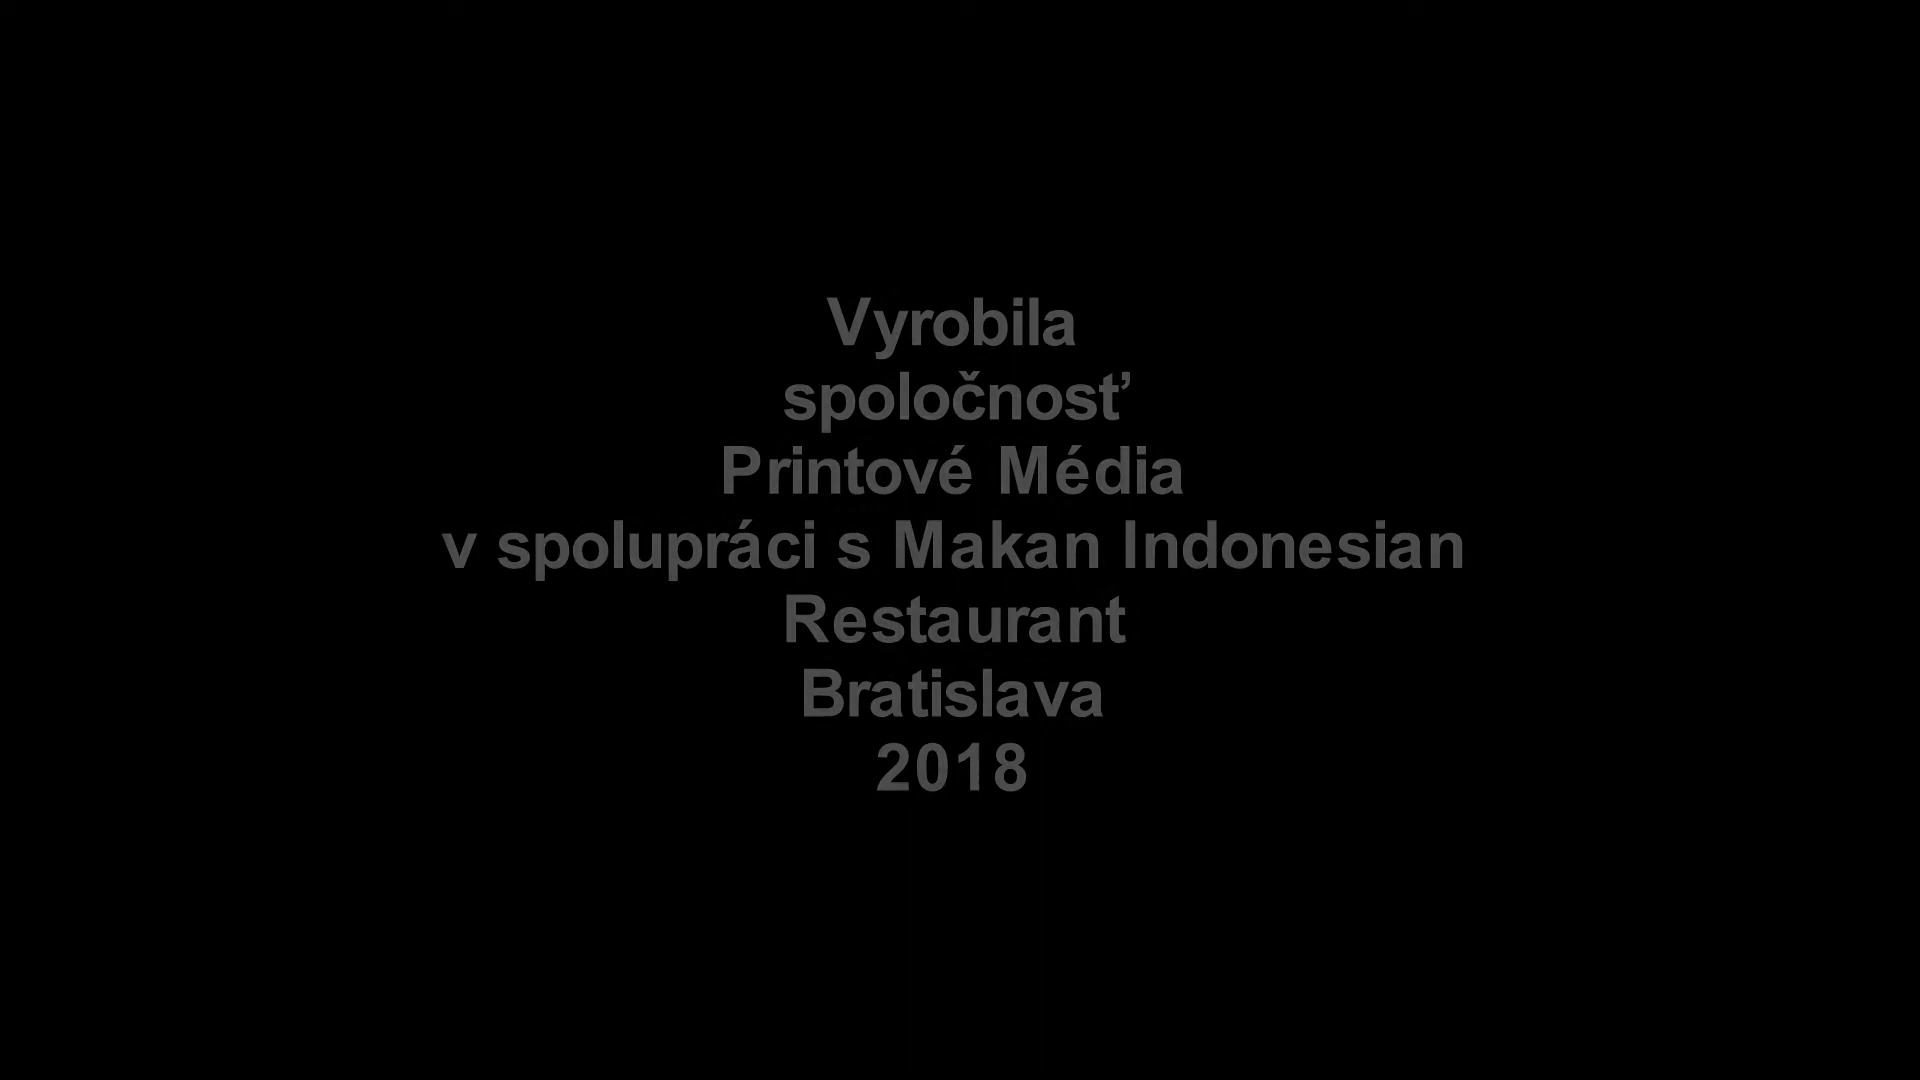 Vyrobila
spoločnosť
Printové Média
v spolupráci s Makan Indonesian
Restaurant
Bratislava
2018